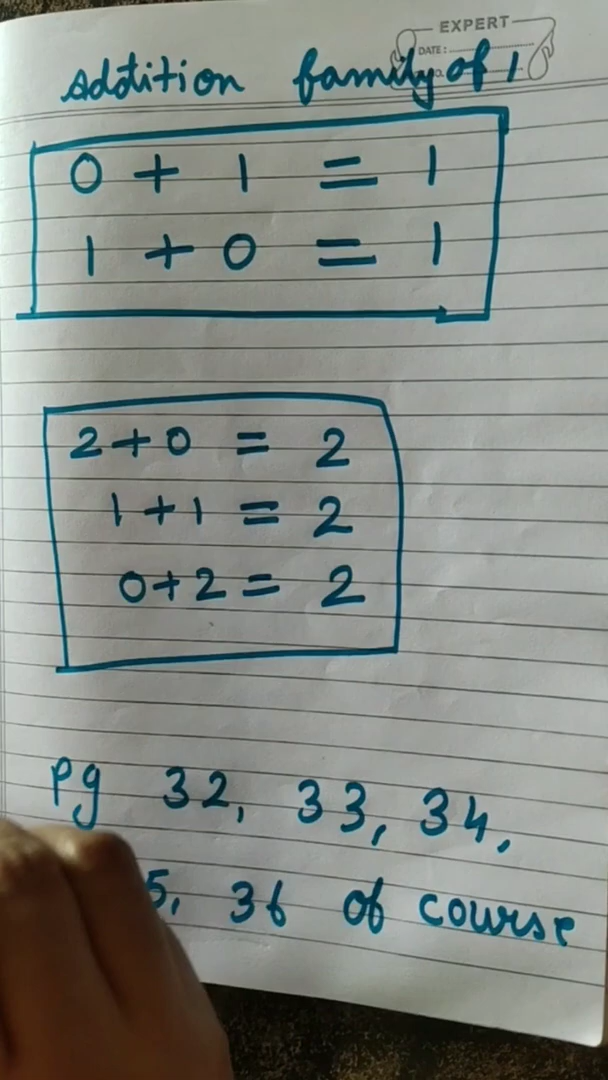 EXPERT
DATE:
Addition family of 1
0 + 1 = 1
1 + 0 = 1
2+0 = 2
1+1 = 2
0+2 = 2
Pg 32, 33, 34,
5, 36 of course